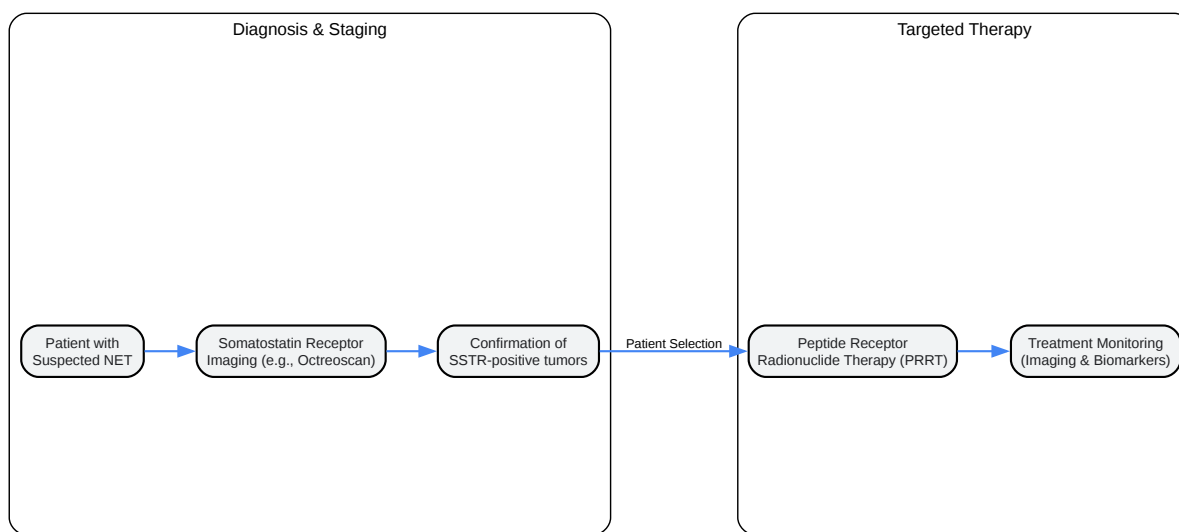 Diagnosis & Staging
Targeted Therapy
Patient with
Suspected NET
Somatostatin Receptor
Imaging (e.g., Octreoscan)
Confirmation of
SSTR-positive tumors
Patient Selection
Peptide Receptor
Radionuclide Therapy (PRRT)
Treatment Monitoring
(Imaging & Biomarkers)